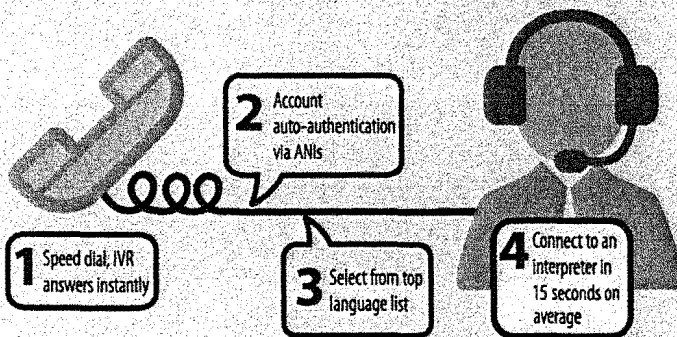 1 Speed dial, IVR
answers instantly
2 Account
auto-authentication
via ANIs
3 Select from top
language list
4 Connect to an
interpreter in
15 seconds on
average